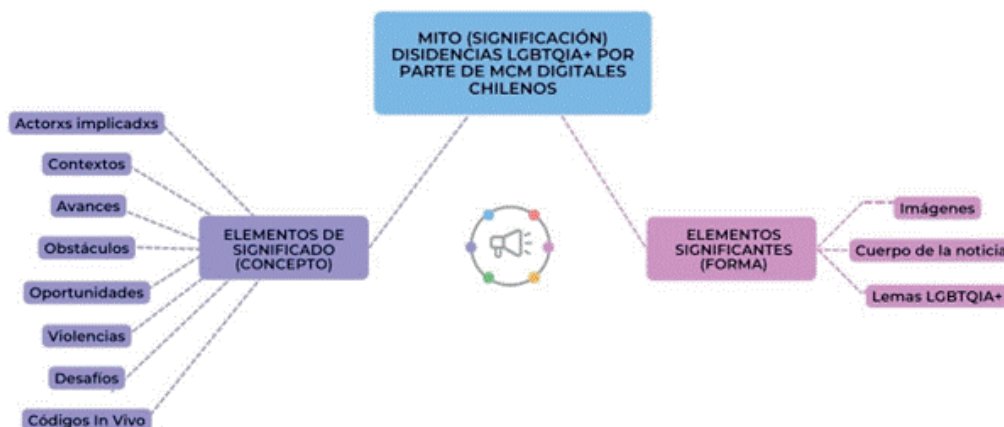 MITO (SIGNIFICACIÓN)
DISIDENCIAS LGBTQIA+ POR
PARTE DE MCM DIGITALES
CHILENOS
Actorxs implicadxs
Contextos
Avances
Obstáculos
Oportunidades
Violencias
Desafíos
Códigos In Vivo
ELEMENTOS DE
SIGNIFICADO
(CONCEPTO)
ELEMENTOS
SIGNIFICANTES
(FORMA)
Imágenes
Cuerpo de la noticia
Lemas LGBTQIA+